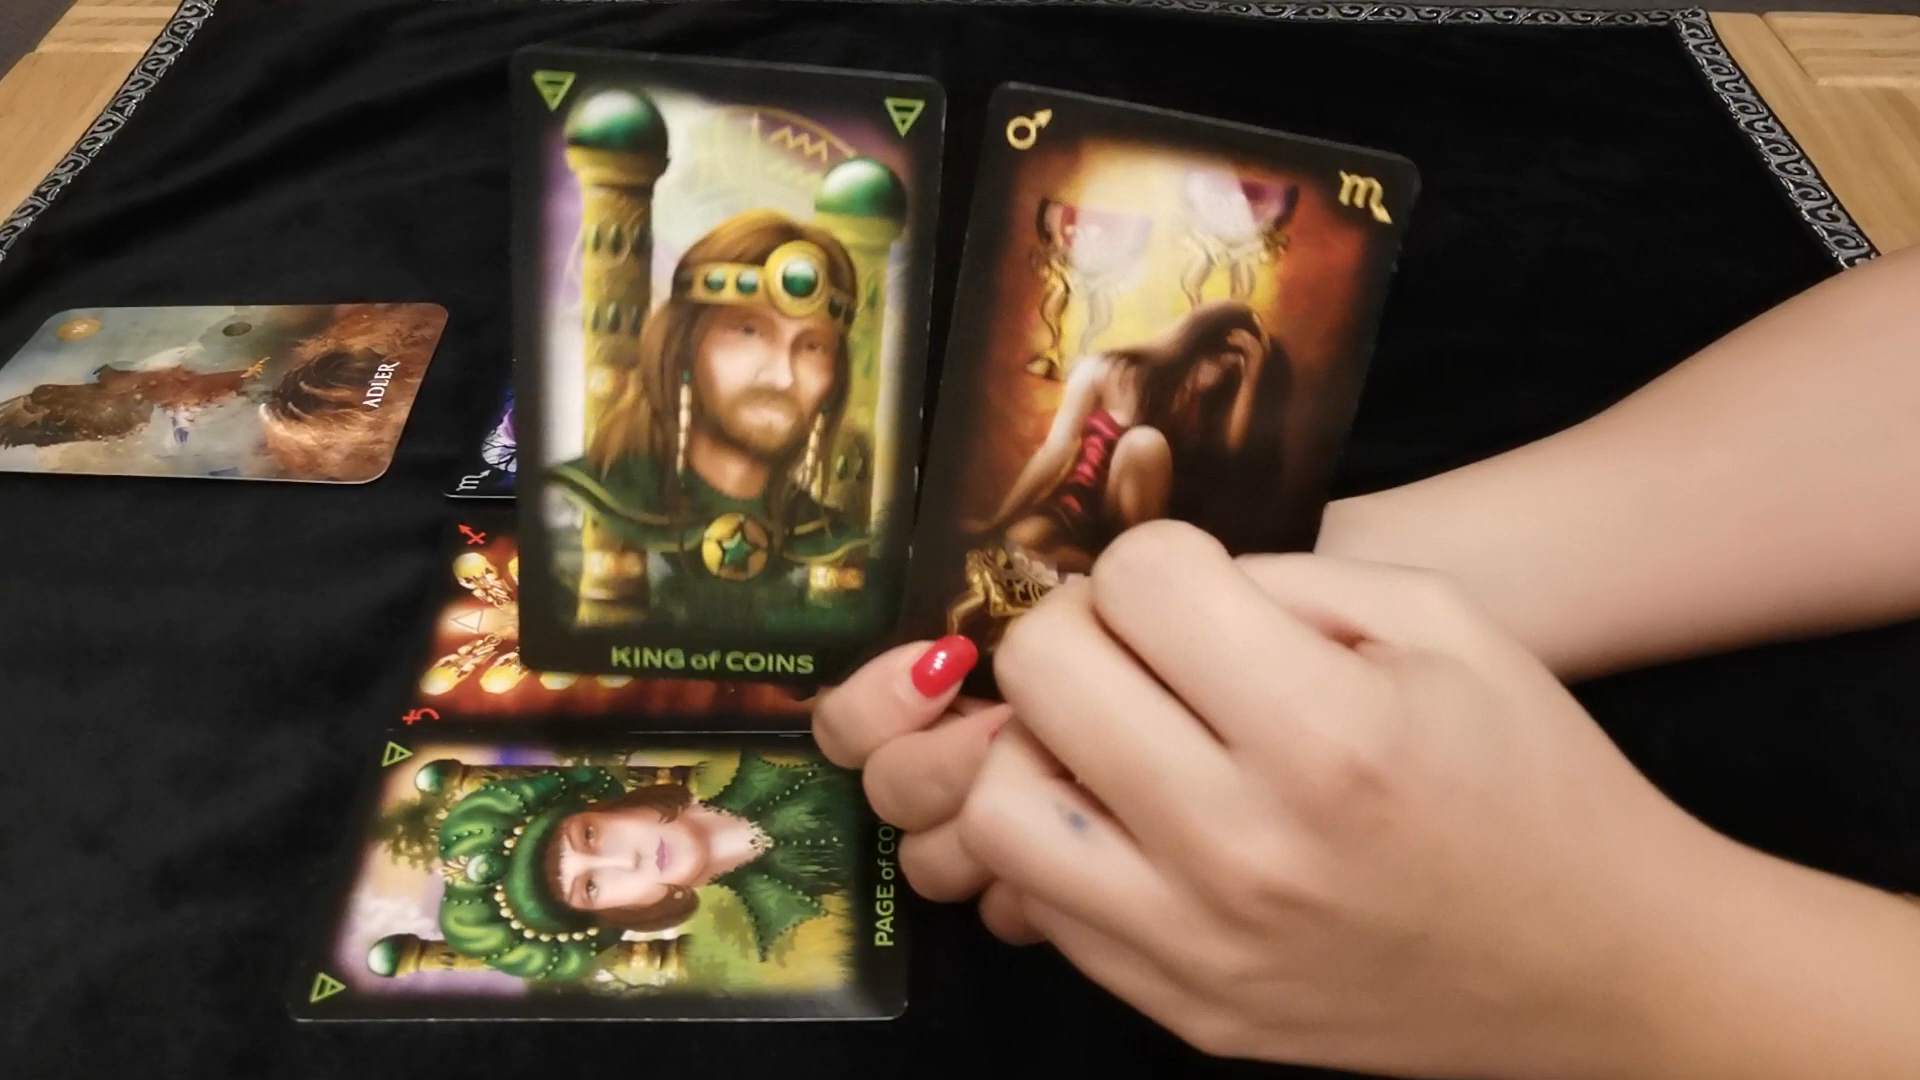 KING of COINS
ADLER
PAGE of CO